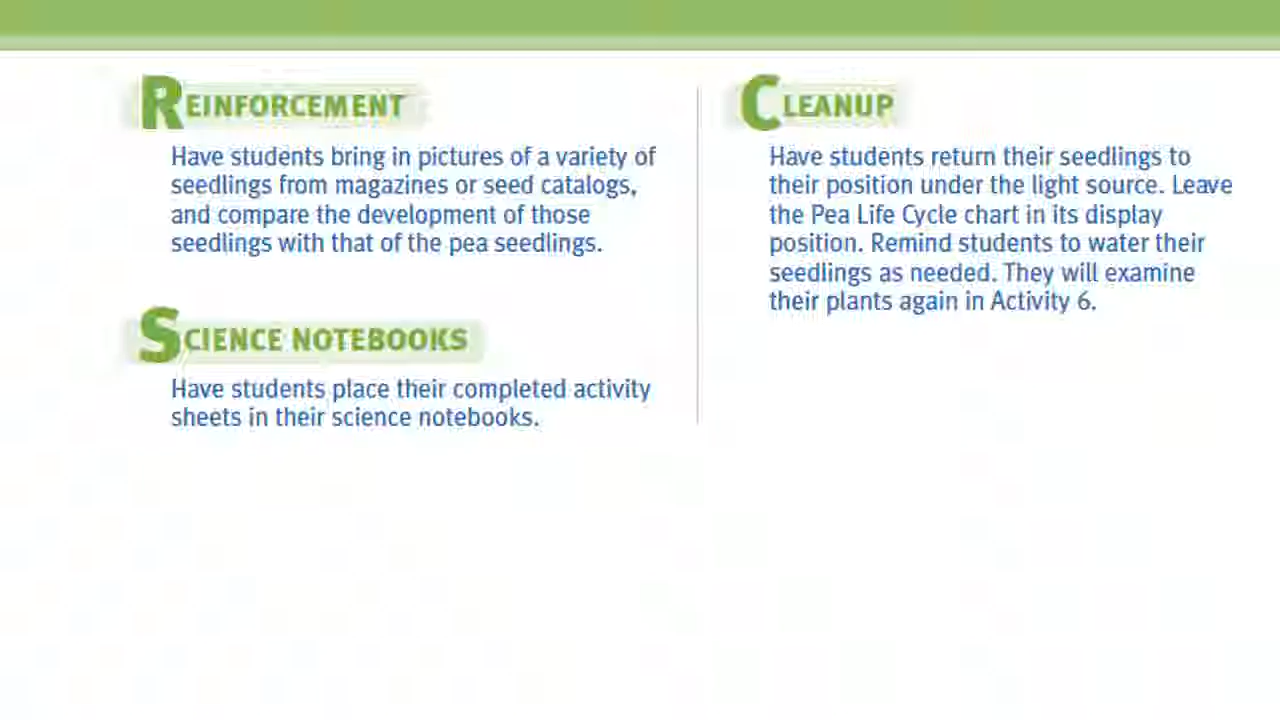 REINFORCEMENT
Have students bring in pictures of a variety of
seedlings from magazines or seed catalogs,
and compare the development of those
seedlings with that of the pea seedlings.
SCIENCE NOTEBOOKS
Have students place their completed activity
sheets in their science notebooks.
CLEANUP
Have students return their seedlings to
their position under the light source. Leave
the Pea Life Cycle chart in its display
position. Remind students to water their
seedlings as needed. They will examine
their plants again in Activity 6.